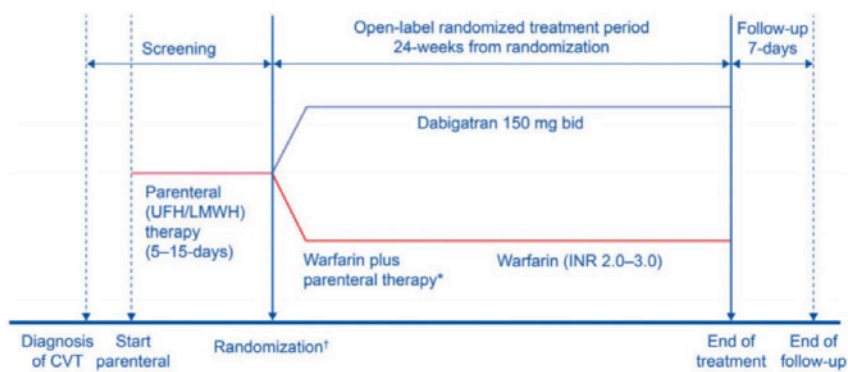 Screening
Open-label randomized treatment period
24-weeks from randomization
Follow-up
7-days
Dabigatran 150 mg bid
Parenteral
(UFH/LMWH)
therapy
(5–15-days)
Warfarin plus
parenteral therapy*
Warfarin (INR 2.0–3.0)
Diagnosis
of CVT
Start
parenteral
Randomization†
End of
treatment
End of
follow-up